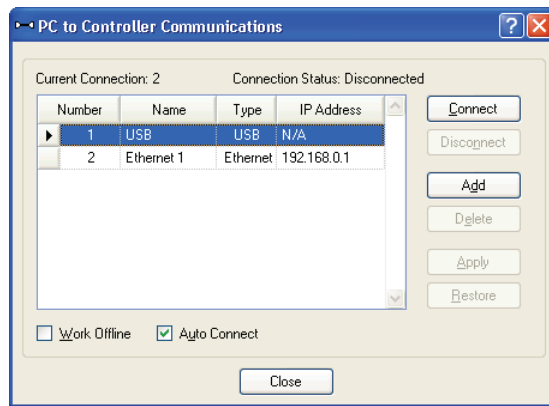 PC to Controller Communications
Current Connection: 2 Connection Status: Disconnected
Number Name Type IP Address
1 USB USB N/A
2 Ethernet 1 Ethernet 192.168.0.1
Connect
Disconnect
Add
Delete
Apply
Restore
Work Offline Auto Connect
Close